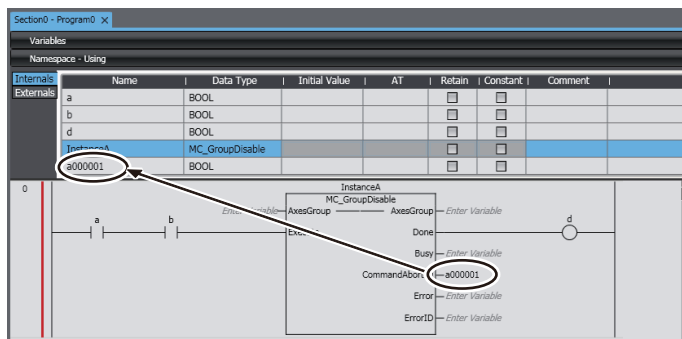 Section0 - Program0 ×
Variables
Namespace - Using
Internals
Externals
Name Data Type Initial Value AT Retain Constant Comment
a BOOL
b BOOL
d BOOL
InstanceA MC_GroupDisable
a000001 BOOL
0
InstanceA
MC_GroupDisable
Enter Variable AxesGroup AxesGroup Enter Variable
a b Done d
Busy Enter Variable
a000001
Error Enter Variable
ErrorID Enter Variable